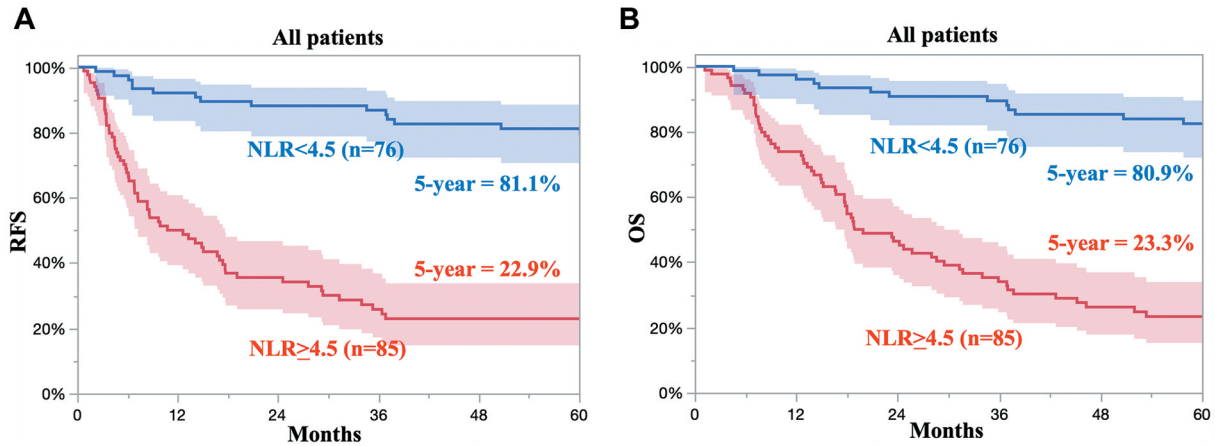 A
All patients
100%
80%
60%
40%
20%
0%
RFS
NLR<4.5 (n=76)
5-year = 81.1%
5-year = 22.9%
NLR≥4.5 (n=85)
0 12 24 36 48 60
Months
B
All patients
100%
80%
60%
40%
20%
0%
OS
NLR<4.5 (n=76)
5-year = 80.9%
5-year = 23.3%
NLR≥4.5 (n=85)
0 12 24 36 48 60
Months